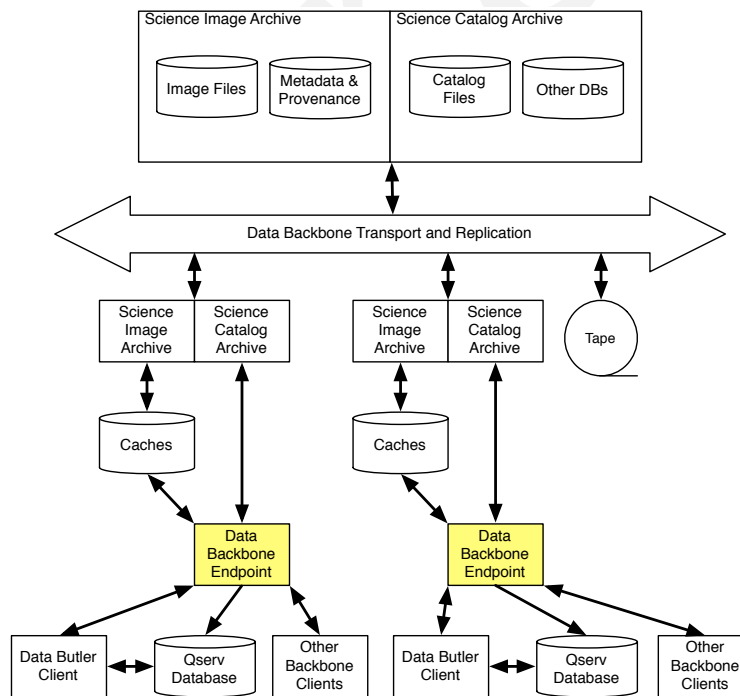 Science Image Archive
Science Catalog Archive
Image Files
Metadata &
Provenance
Catalog
Files
Other DBs
Data Backbone Transport and Replication
Science
Image
Archive
Science
Catalog
Archive
Science
Image
Archive
Science
Catalog
Archive
Tape
Caches
Caches
Data
Backbone
Endpoint
Data
Backbone
Endpoint
Data Butler
Client
Qserv
Database
Other
Backbone
Clients
Data Butler
Client
Qserv
Database
Other
Backbone
Clients